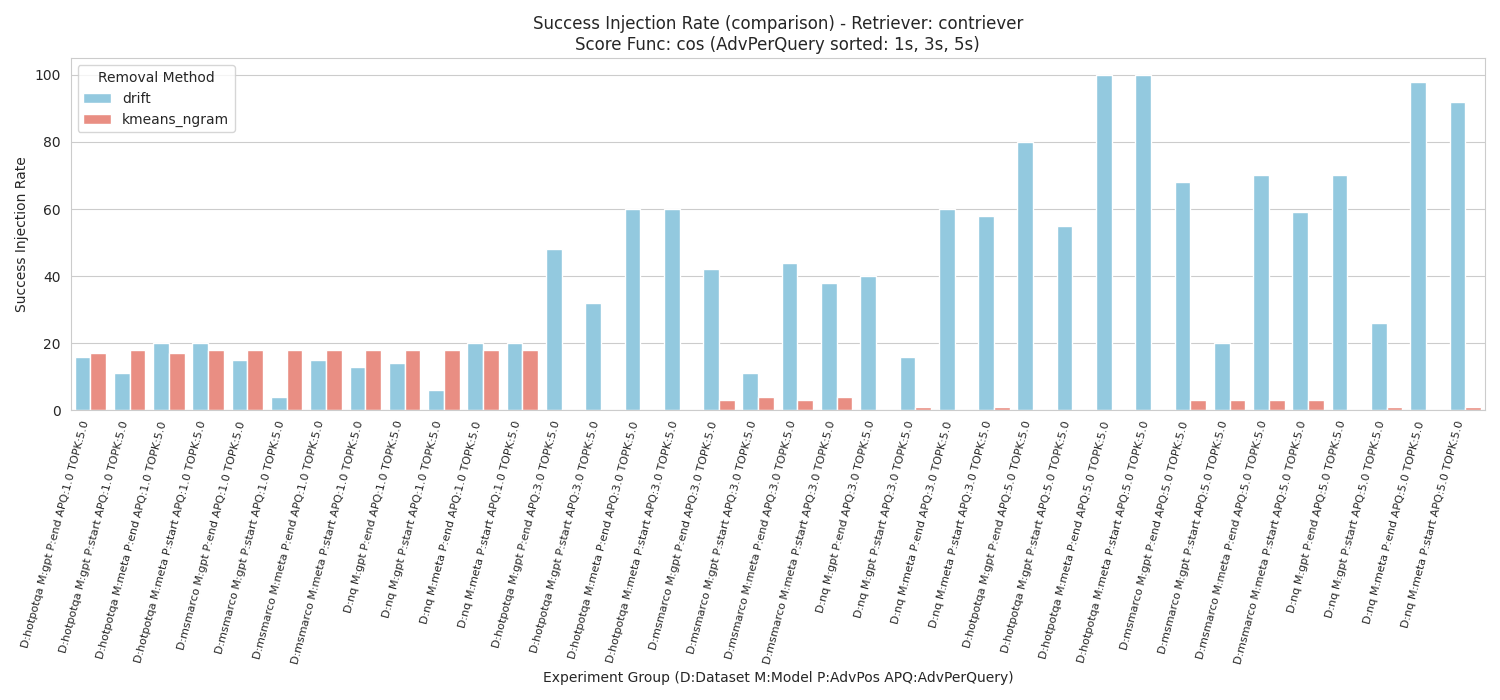 Success Injection Rate (comparison) - Retriever: contriever
Score Func: cos (AdvPerQuery sorted: 1s, 3s, 5s)
Removal Method
drift
kmeans_ngram
Success Injection Rate
100
80
60
40
20
0
D:hotpotqa M:gpt P:end APQ:1.0 TOPK:5.0
D:hotpotqa M:gpt P:start APQ:1.0 TOPK:5.0
D:hotpotqa M:meta P:end APQ:1.0 TOPK:5.0
D:hotpotqa M:meta P:start APQ:1.0 TOPK:5.0
D:msmarco M:gpt P:end APQ:1.0 TOPK:5.0
D:msmarco M:gpt P:start APQ:1.0 TOPK:5.0
D:msmarco M:meta P:end APQ:1.0 TOPK:5.0
D:msmarco M:meta P:start APQ:1.0 TOPK:5.0
D:nq M:gpt P:end APQ:1.0 TOPK:5.0
D:nq M:gpt P:start APQ:1.0 TOPK:5.0
D:nq M:meta P:end APQ:1.0 TOPK:5.0
D:nq M:meta P:start APQ:1.0 TOPK:5.0
D:hotpotqa M:gpt P:end APQ:3.0 TOPK:5.0
D:hotpotqa M:gpt P:start APQ:3.0 TOPK:5.0
D:hotpotqa M:meta P:end APQ:3.0 TOPK:5.0
D:hotpotqa M:meta P:start APQ:3.0 TOPK:5.0
D:msmarco M:gpt P:end APQ:3.0 TOPK:5.0
D:msmarco M:gpt P:start APQ:3.0 TOPK:5.0
D:msmarco M:meta P:end APQ:3.0 TOPK:5.0
D:msmarco M:meta P:start APQ:3.0 TOPK:5.0
D:nq M:gpt P:end APQ:3.0 TOPK:5.0
D:nq M:gpt P:start APQ:3.0 TOPK:5.0
D:nq M:meta P:end APQ:3.0 TOPK:5.0
D:nq M:meta P:start APQ:3.0 TOPK:5.0
D:hotpotqa M:gpt P:end APQ:5.0 TOPK:5.0
D:hotpotqa M:gpt P:start APQ:5.0 TOPK:5.0
D:hotpotqa M:meta P:end APQ:5.0 TOPK:5.0
D:hotpotqa M:meta P:start APQ:5.0 TOPK:5.0
D:msmarco M:gpt P:end APQ:5.0 TOPK:5.0
D:msmarco M:gpt P:start APQ:5.0 TOPK:5.0
D:msmarco M:meta P:end APQ:5.0 TOPK:5.0
D:msmarco M:meta P:start APQ:5.0 TOPK:5.0
D:nq M:gpt P:end APQ:5.0 TOPK:5.0
D:nq M:gpt P:start APQ:5.0 TOPK:5.0
D:nq M:meta P:end APQ:5.0 TOPK:5.0
D:nq M:meta P:start APQ:5.0 TOPK:5.0
Experiment Group (D:Dataset M:Model P:AdvPos APQ:AdvPerQuery)